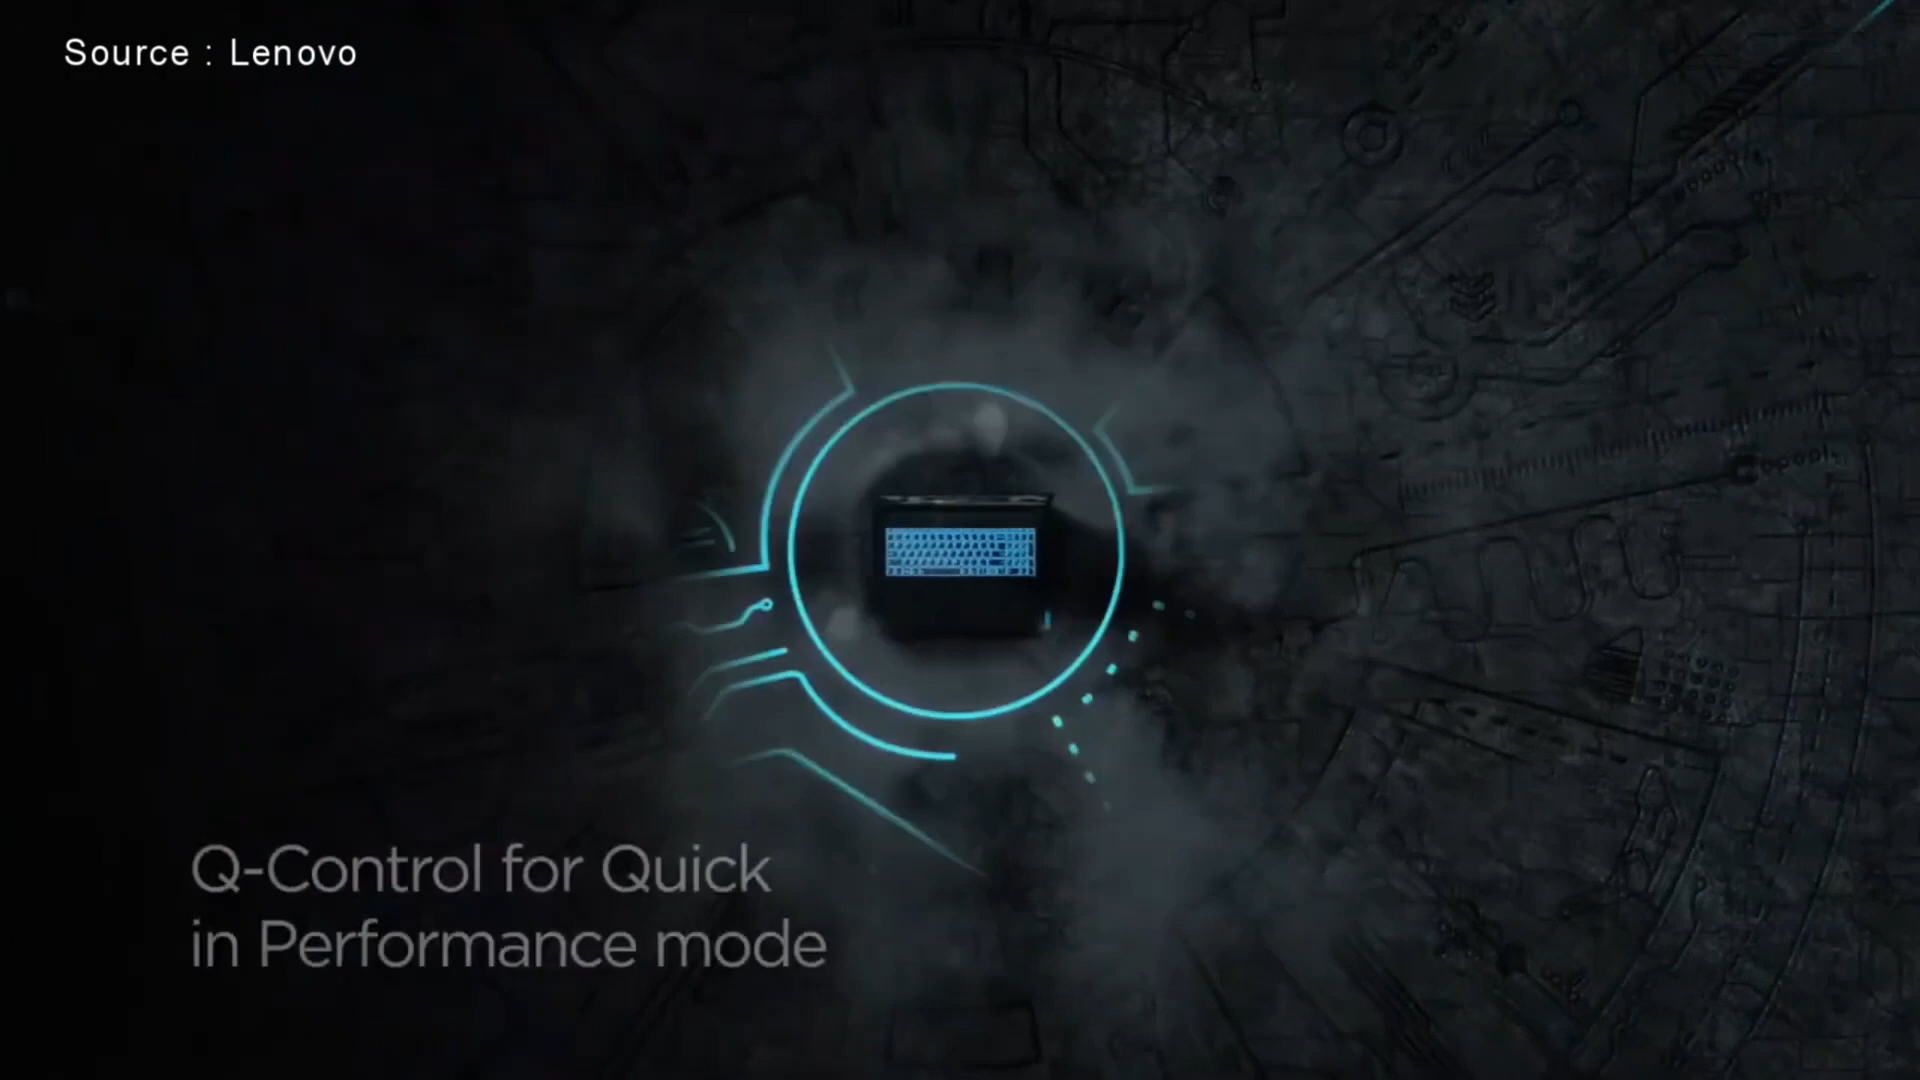 Source : Lenovo
Q-Control for Quick
in Performance mode